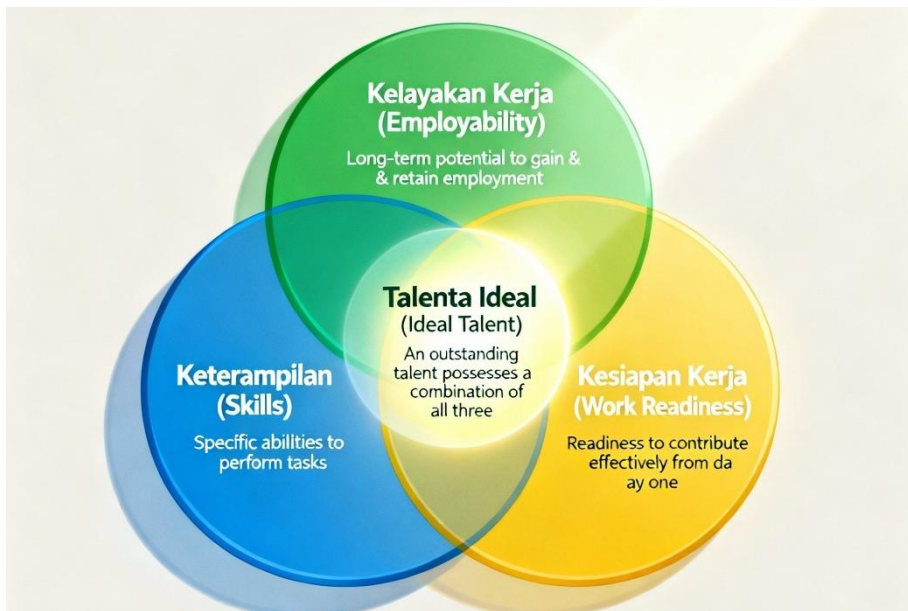 Kelayakan Kerja
(Employability)
Long-term potential to gain &
& retain employment
Talenta Ideal
(Ideal Talent)
An outstanding
talent possesses a
combination of
all three
Keterampilan
(Skills)
Specific abilities to
perform tasks
Kesiapan Kerja
(Work Readiness)
Readiness to contribute
effectively from da
ay one